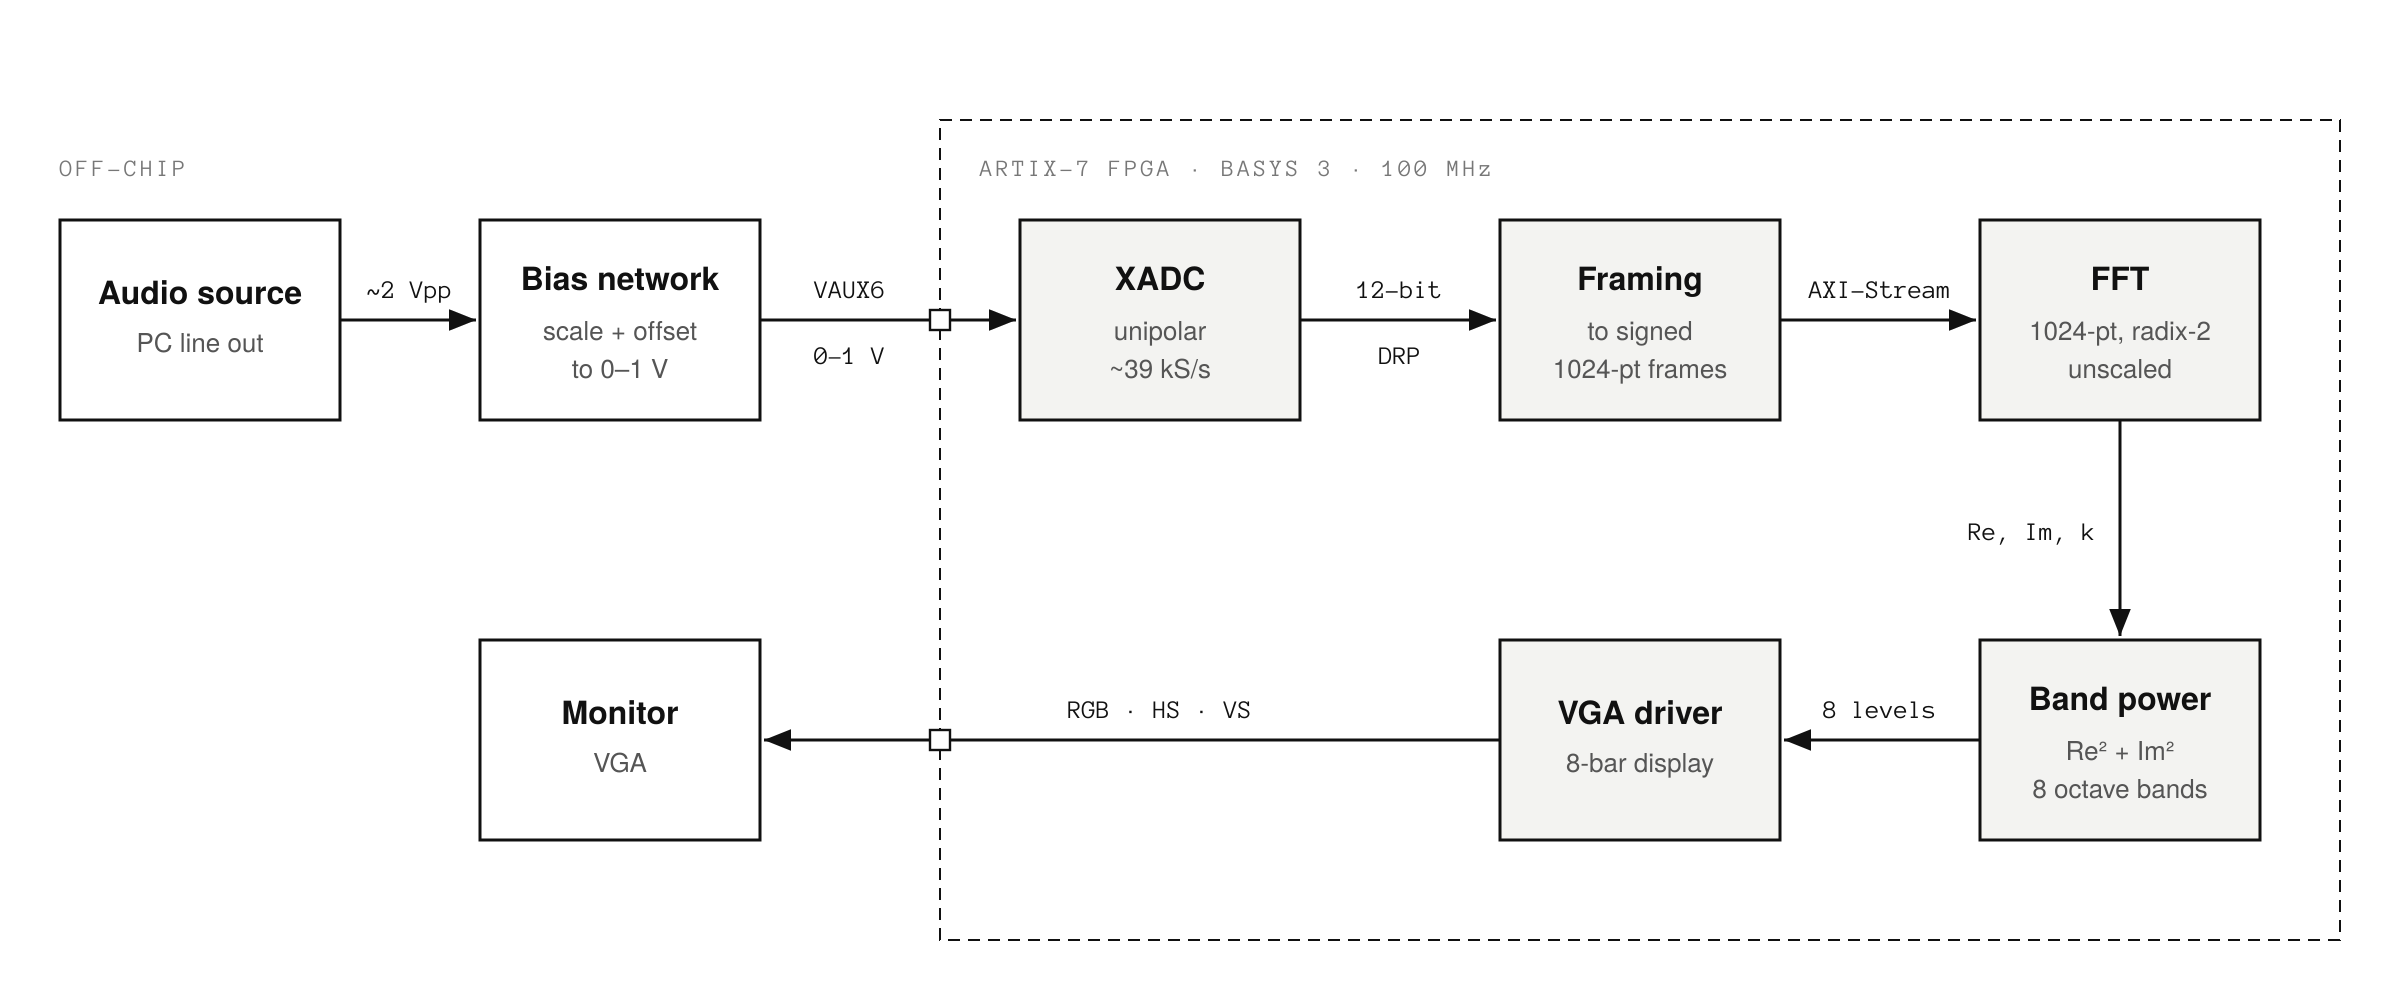 OFF-CHIP
ARTIX-7 FPGA · BASYS 3 · 100 MHz
Audio source
PC line out
~2 Vpp
Bias network
scale + offset
to 0–1 V
VAUX6
0–1 V
XADC
unipolar
~39 kS/s
12-bit
DRP
Framing
to signed
1024-pt frames
AXI-Stream
FFT
1024-pt, radix-2
unscaled
Re, Im, k
Monitor
VGA
RGB · HS · VS
VGA driver
8-bar display
8 levels
Band power
Re² + Im²
8 octave bands